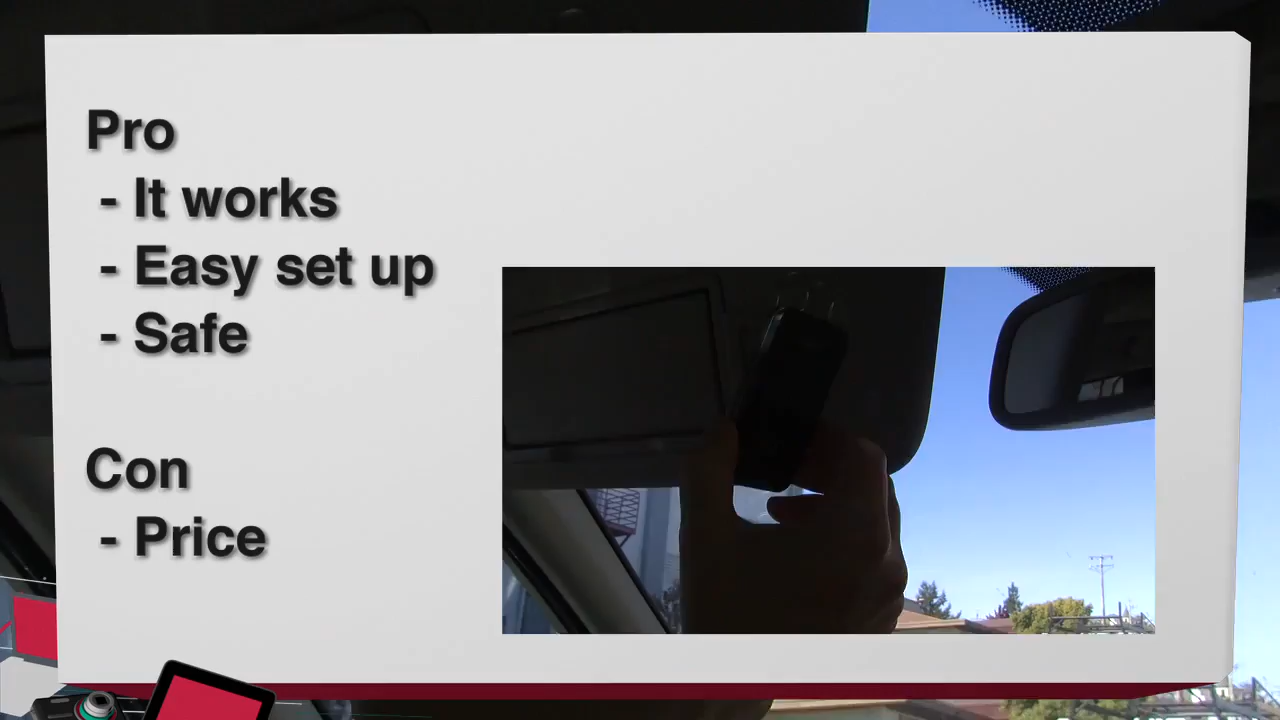 Pro
- It works
- Easy set up
- Safe
Con
- Price